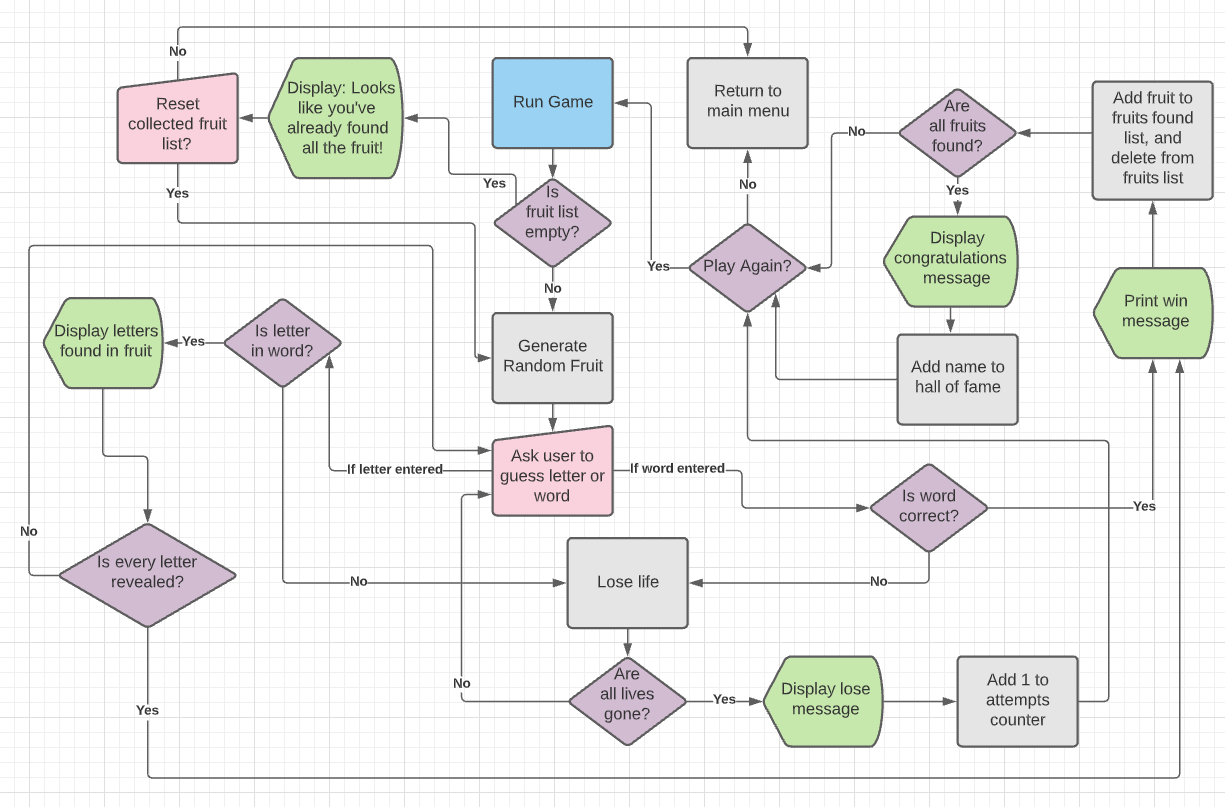 No
Reset
collected fruit
list?
Display: Looks
like you've
already found
all the fruit!
Run Game
Return to
main menu
Are
all fruits
found?
Add fruit to
fruits found
list, and
delete from
fruits list
No
Yes
Yes
Is
fruit list
empty?
No
Yes
Display
congratulations
message
Play Again?
Yes
No
Print win
message
Display letters
found in fruit
Yes
Is letter
in word?
Generate
Random Fruit
Add name to
hall of fame
If letter entered
Ask user to
guess letter or
word
If word entered
Is word
correct?
Yes
No
Is every letter
revealed?
No
Lose life
No
No
Are
all lives
gone?
Yes
Display lose
message
Add 1 to
attempts
counter
Yes